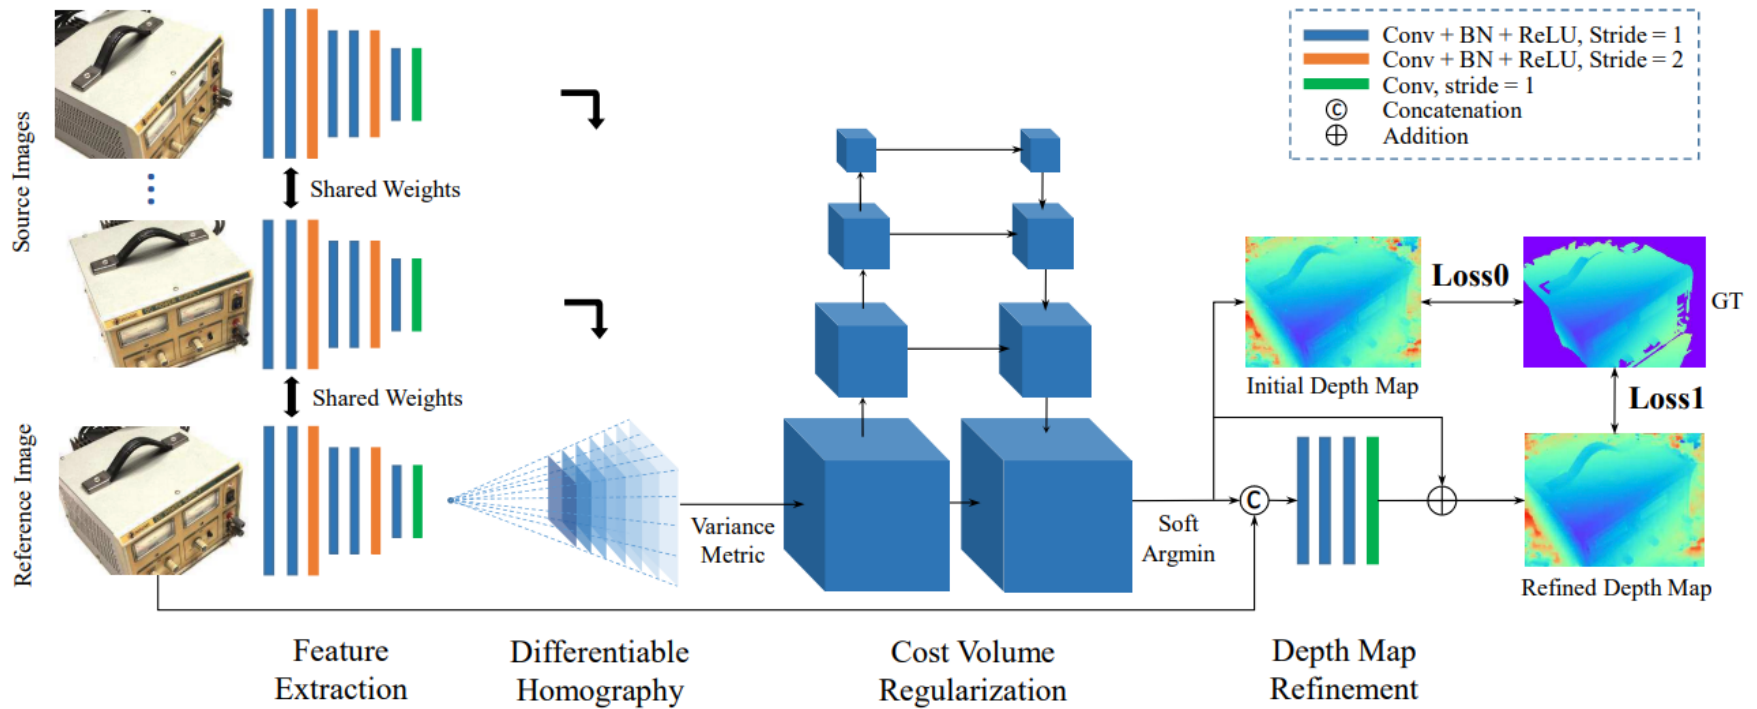 Conv + BN + ReLU, Stride = 1
Conv + BN + ReLU, Stride = 2
Conv, stride = 1
C
Concatenation
Addition
Source Images
Shared Weights
Shared Weights
Reference Image
Variance
Metric
Soft
Argmin
C
Loss0
GT
Initial Depth Map
Loss1
Refined Depth Map
Feature
Extraction
Differentiable
Homography
Cost Volume
Regularization
Depth Map
Refinement